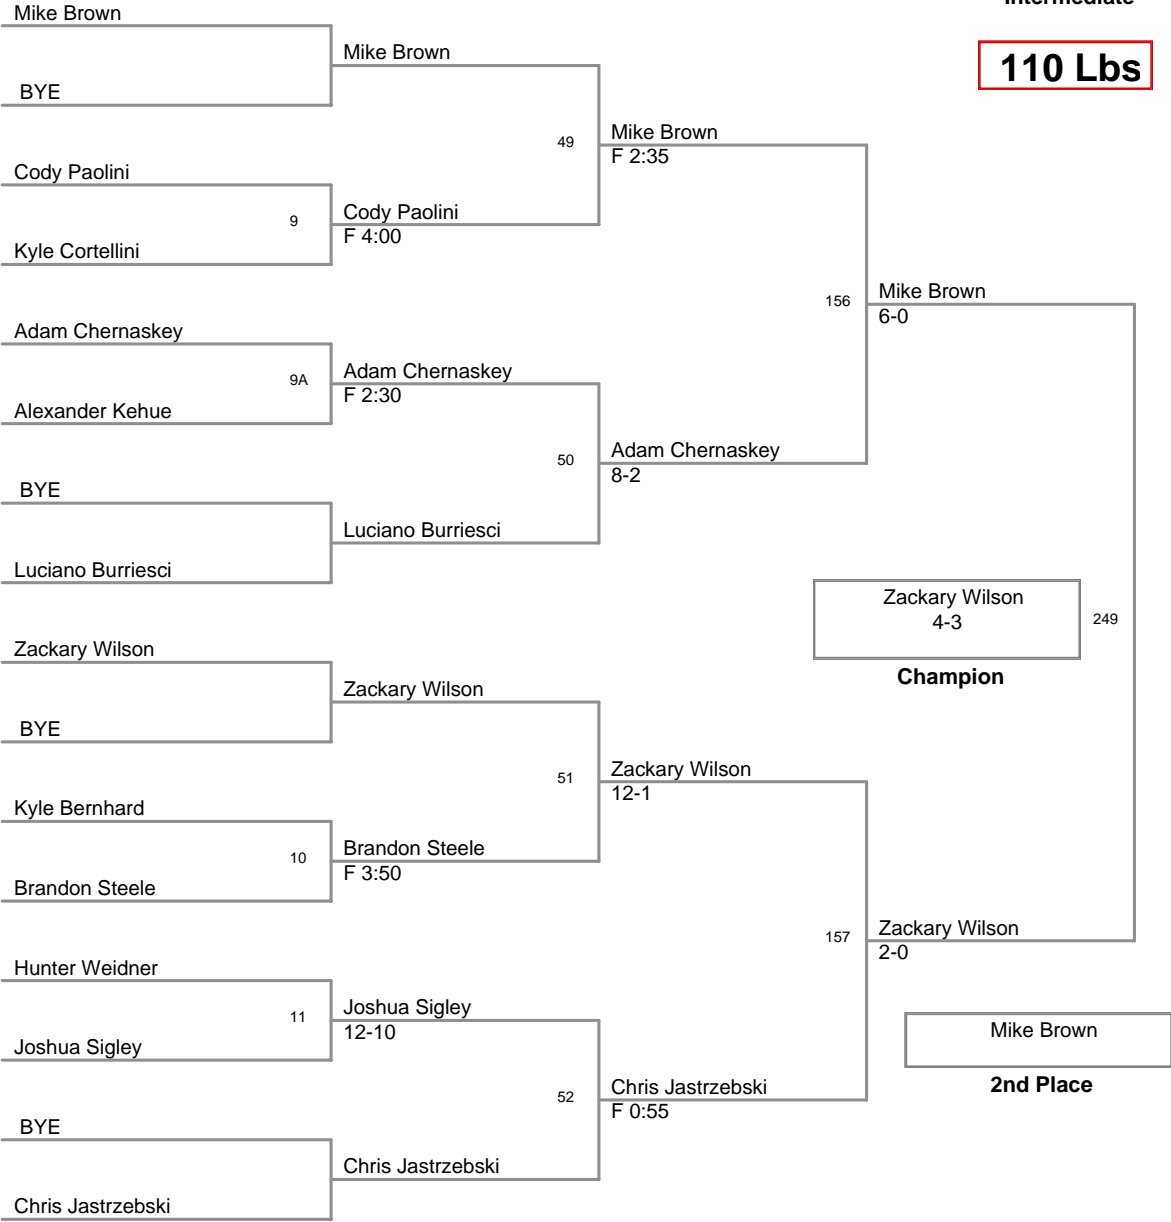 Intermediate
110 Lbs
Mike Brown
BYE
Mike Brown
49
Mike Brown
F 2:35
Cody Paolini
9
Kyle Cortellini
Cody Paolini
F 4:00
156
Mike Brown
6-0
Adam Chernaskey
9A
Alexander Kehue
Adam Chernaskey
F 2:30
50
Adam Chernaskey
8-2
BYE
Luciano Burriesci
Luciano Burriesci
Zackary Wilson
4-3
249
Champion
Zackary Wilson
BYE
Zackary Wilson
51
Zackary Wilson
12-1
Kyle Bernhard
10
Brandon Steele
Brandon Steele
F 3:50
157
Zackary Wilson
2-0
Hunter Weidner
11
Joshua Sigley
Joshua Sigley
12-10
52
Chris Jastrzebski
F 0:55
Mike Brown
2nd Place
BYE
Chris Jastrzebski
Chris Jastrzebski